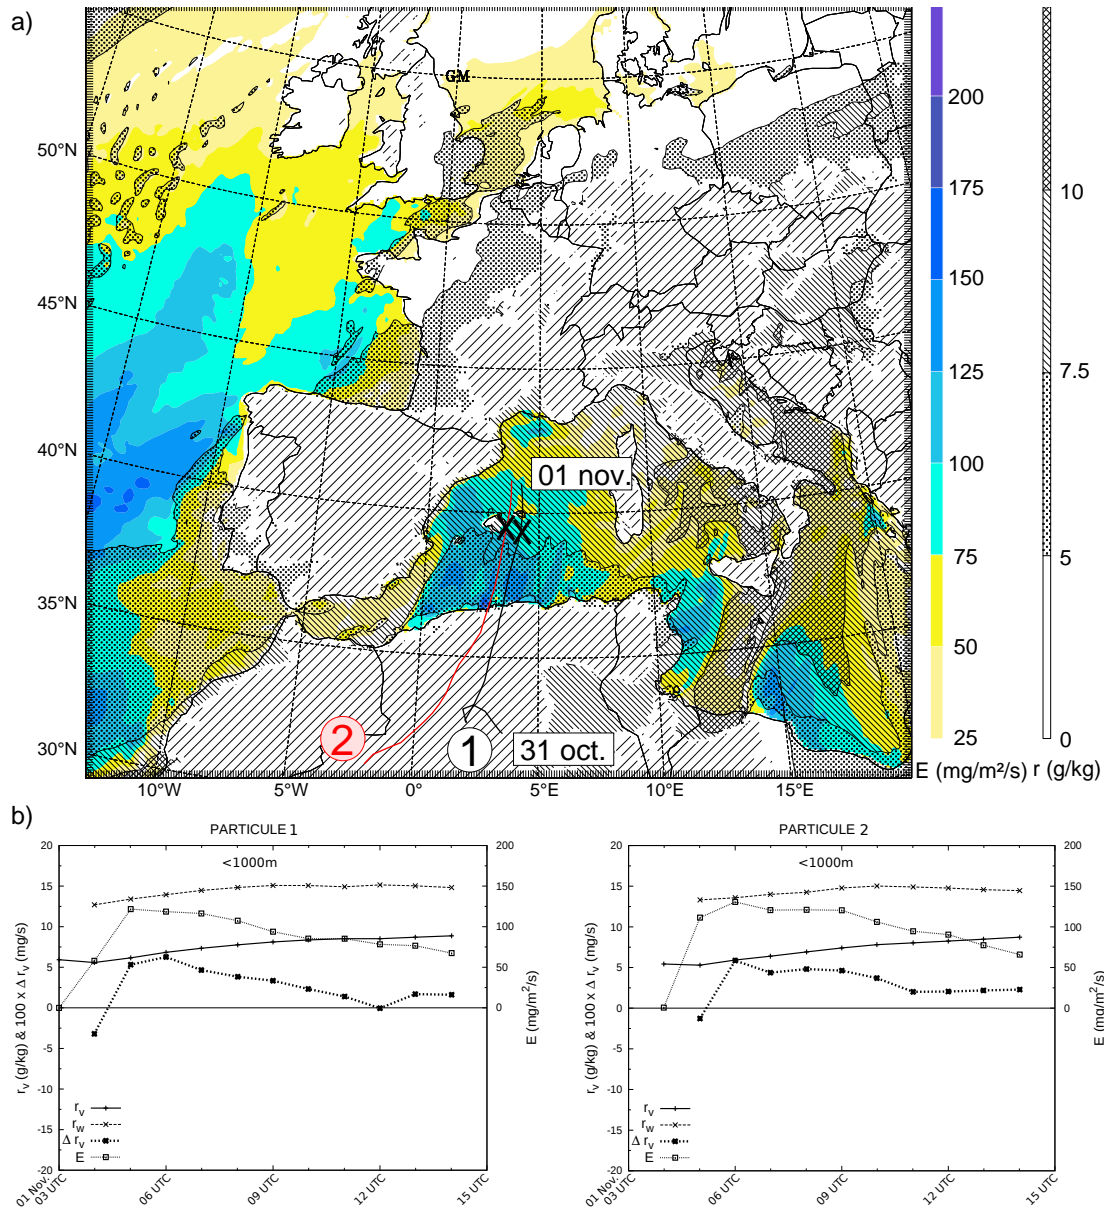 a)
GM
50°N
45°N
40°N
35°N
30°N
01 nov.
2
1
31 oct.
10°W
5°W
0°
5°E
10°E
15°E
200
175
150
125
100
75
50
25
E (mg/m²/s)
10
7.5
5
0
r (g/kg)
b)
PARTICULE 1
<1000m
20
15
10
5
0
-5
-10
-15
-20
200
150
100
50
0
r_v (g/kg) & 100 x Δ r_v (mg/s)
E (mg/m²/s)
r_v
r_w
Δ r_v
E
01 Nov.
03 UTC
06 UTC
09 UTC
12 UTC
15 UTC
PARTICULE 2
<1000m
20
15
10
5
0
-5
-10
-15
-20
200
150
100
50
0
r_v (g/kg) & 100 x Δ r_v (mg/s)
E (mg/m²/s)
r_v
r_w
Δ r_v
E
01 Nov.
03 UTC
06 UTC
09 UTC
12 UTC
15 UTC